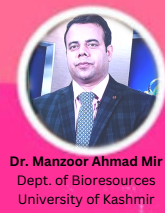 Dr. Manzoor Ahmad Mir
Dept. of Bioresources
University of Kashmir